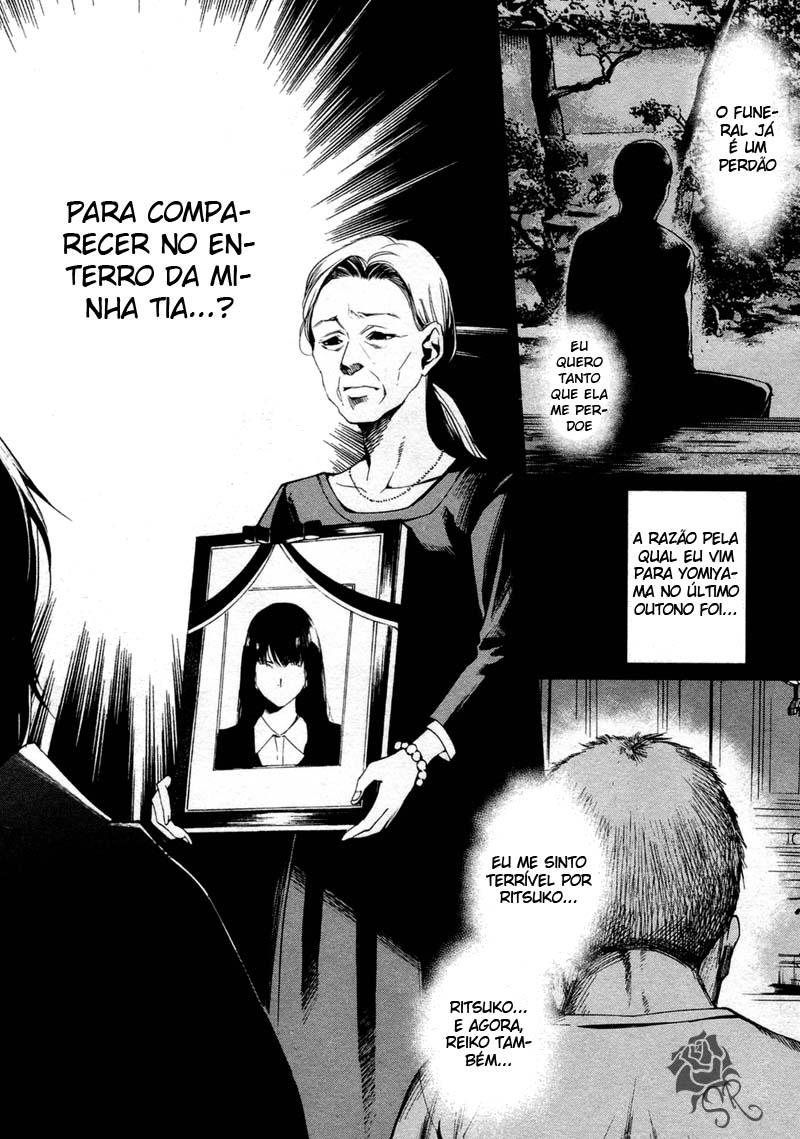 O FUNE-
RAL JÁ
É UM
PERDÃO
EU
QUERO
TANTO
QUE ELA
ME PER-
DOE
A RAZÃO PELA
QUAL EU VIM
PARA YOMIYA-
MA NO ÚLTIMO
OUTONO FOI...
EU ME SINTO
TERRÍVEL POR
RITSUKO...
RITSUKO...
E AGORA,
REIKO TAM-
BÉM...
PARA COMPA-
RECER NO EN-
TERRO DA MI-
NHA TIA...?
SR